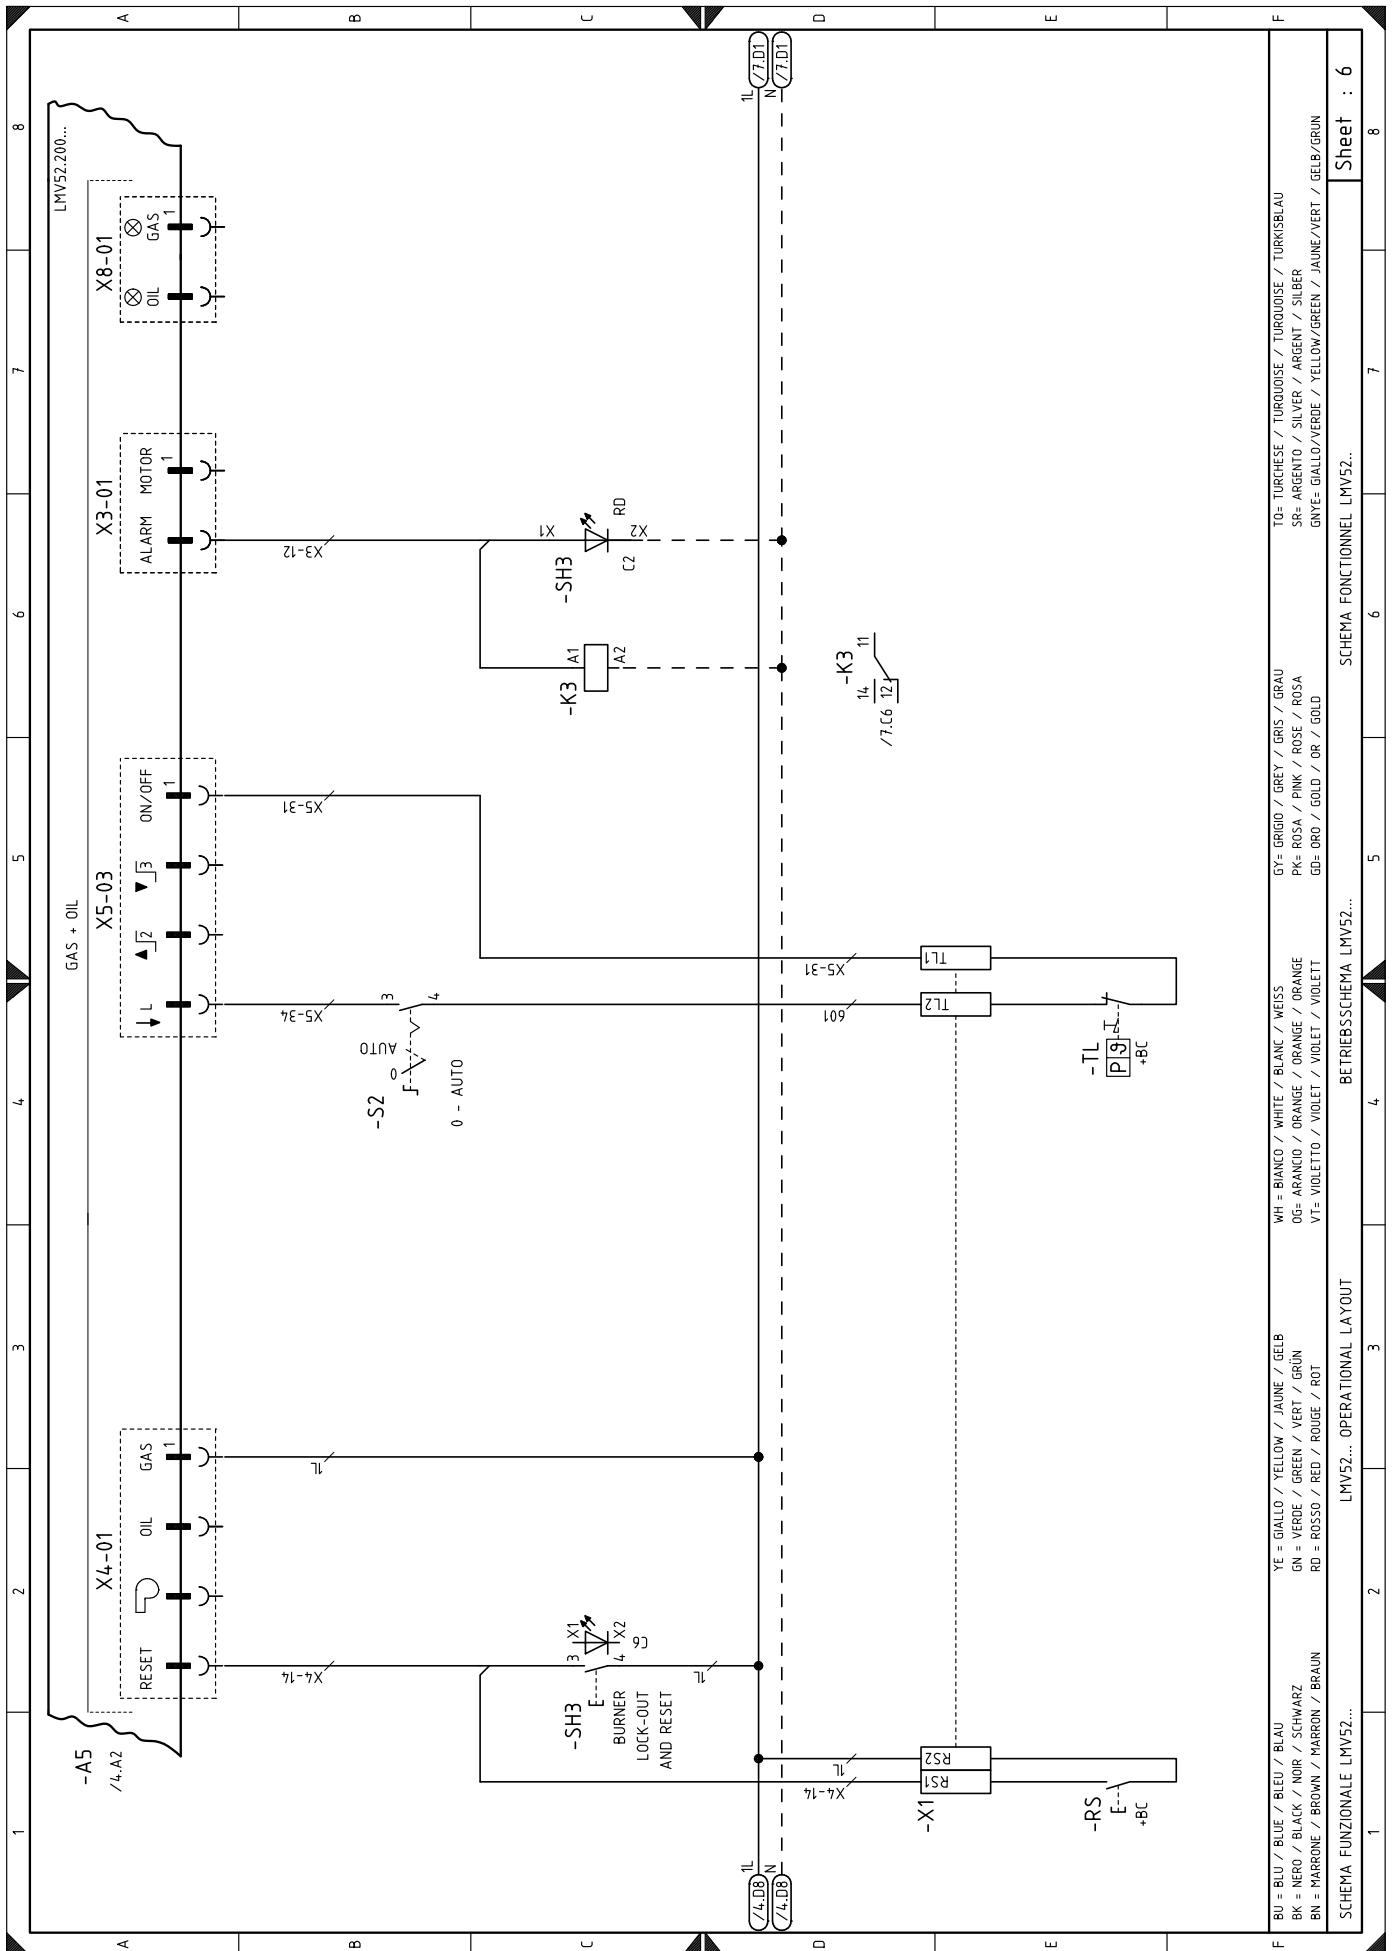 1 2 3 4 5 6 7 8
A
B
C
D
E
F
-A5
/4.A2
GAS + OIL
LMV52.200...
X4-01
RESET
OIL
GAS
1
X5-03
L
2
3
ON/OFF
1
X3-01
ALARM
MOTOR
1
X8-01
OIL
GAS
1
X4-14
1L
X5-34
X5-31
X3-12
-S2
0
AUTO
3
4
0 - AUTO
-SH3
BURNER
LOCK-OUT
AND RESET
3
4
X1
X2
C6
1L
-K3
A1
A2
-SH3
X1
X2
C2
RD
/4.D8
1L
/4.D8
N
1L
/7.D1
N
/7.D1
X4-14
1L
601
X5-31
-K3
14
12
11
/7.C6
-X1
RS1
RS2
TL2
TL1
-RS
+BC
-TL
P
+BC
A
B
C
D
E
F
BU = BLU / BLUE / BLEU / BLAU
BK = NERO / BLACK / NOIR / SCHWARZ
BN = MARRONE / BROWN / MARRON / BRAUN
YE = GIALLO / YELLOW / JAUNE / GELB
GN = VERDE / GREEN / VERT / GRÜN
RD = ROSSO / RED / ROUGE / ROT
WH = BIANCO / WHITE / BLANC / WEISS
OG= ARANCIO / ORANGE / ORANGE / ORANGE
VT= VIOLETTO / VIOLET / VIOLET / VIOLETT
GY= GRIGIO / GREY / GRIS / GRAU
PK= ROSA / PINK / ROSE / ROSA
GD= ORO / GOLD / OR / GOLD
TQ= TURCHESE / TURQUOISE / TURQUOISE / TURKISBLAU
SR= ARGENTO / SILVER / ARGENT / SILBER
GNYE= GIALLO/VERDE / YELLOW/GREEN / JAUNE/VERT / GELB/GRUN
SCHEMA FUNZIONALE LMV52... LMV52... OPERATIONAL LAYOUT BETRIEBSSCHEMA LMV52... SCHEMA FONCTIONNEL LMV52.. Sheet : 6
1 2 3 4 5 6 7 8